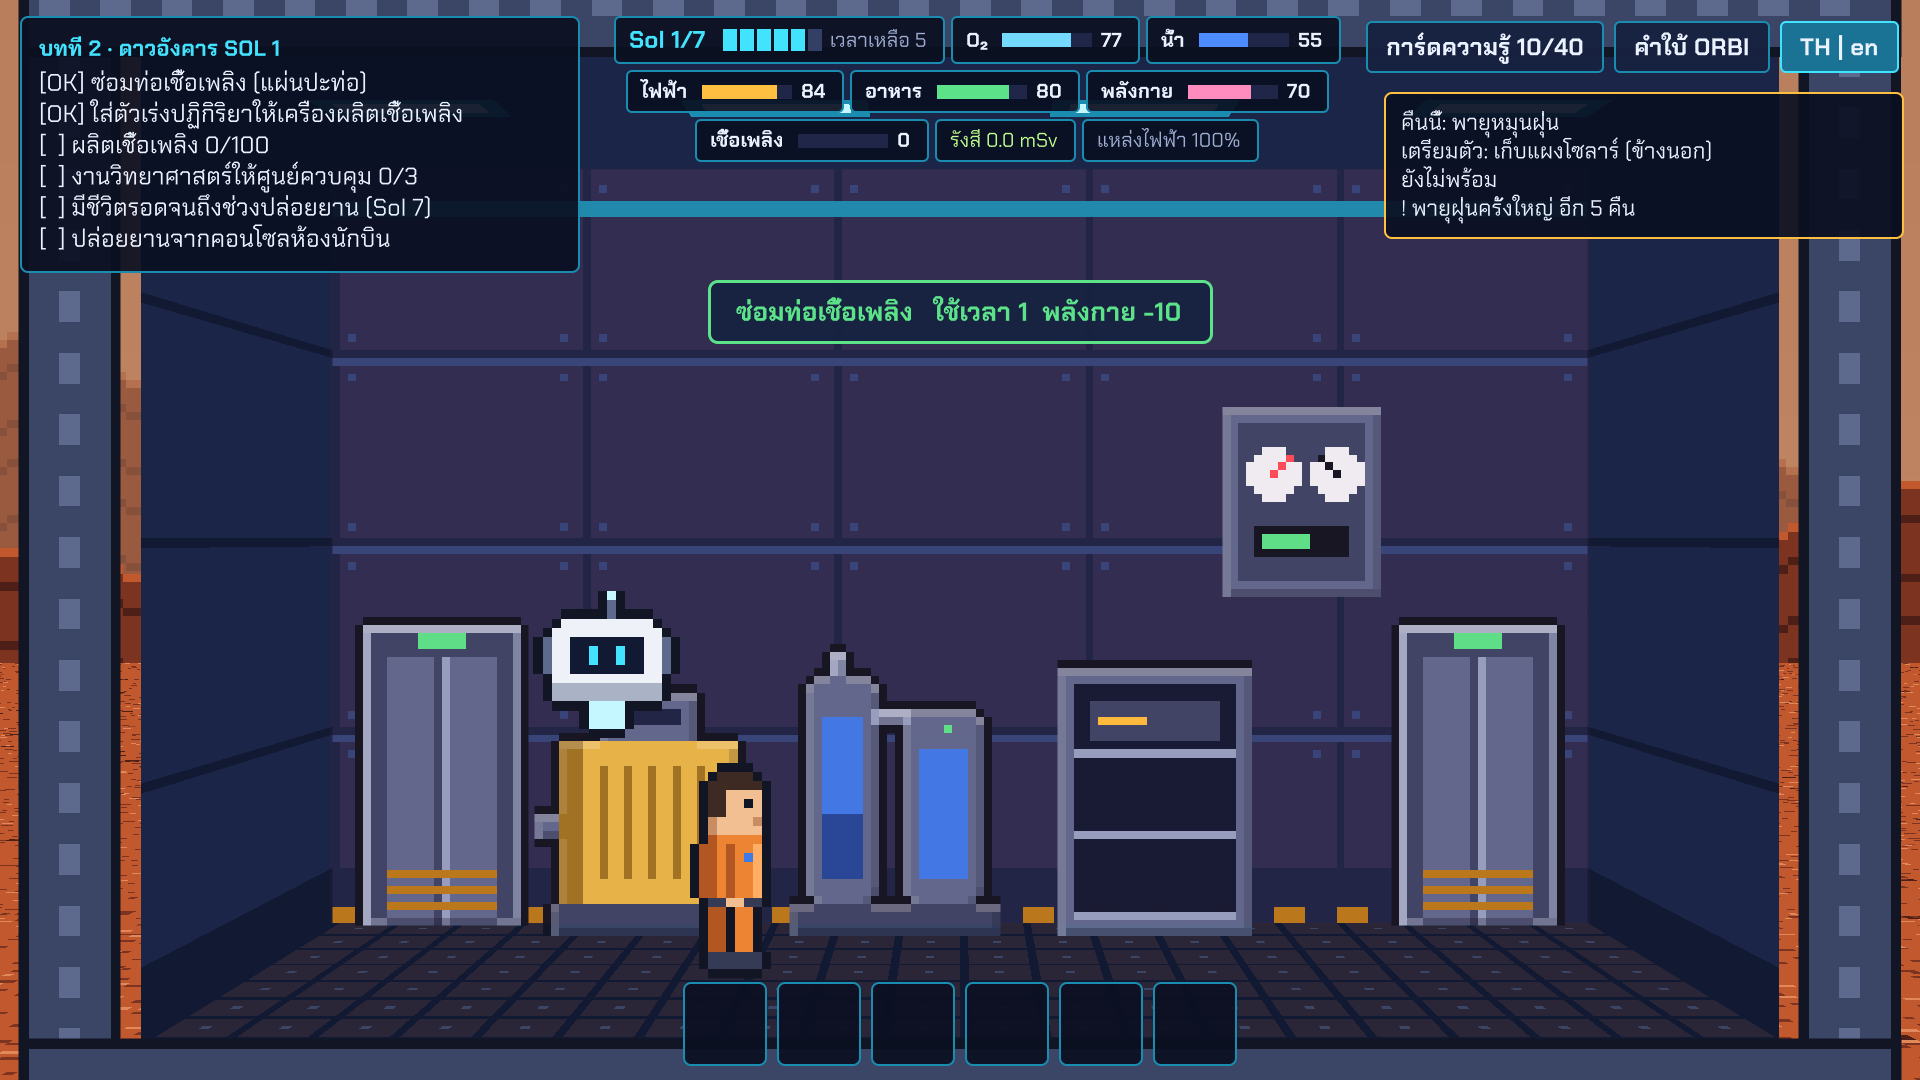 บทที่ 2 · ดาวอังคาร SOL 1
[OK] ซ่อมท่อเชื้อเพลิง (แผ่นปะท่อ)
[OK] ใส่ตัวเร่งปฏิกิริยาให้เครื่องผลิตเชื้อเพลิง
[ ] ผลิตเชื้อเพลิง 0/100
[ ] งานวิทยาศาสตร์ให้ศูนย์ควบคุม 0/3
[ ] มีชีวิตรอดจนถึงช่วงปล่อยยาน (Sol 7)
[ ] ปล่อยยานจากคอนโซลห้องนักบิน
Sol 1/7 เวลาเหลือ 5
O₂ 77
น้ำ 55
ไฟฟ้า 84
อาหาร 80
พลังกาย 70
เชื้อเพลิง 0
รังสี 0.0 mSv
แหล่งไฟฟ้า 100%
การ์ดความรู้ 10/40
คำใบ้ ORBI
TH | en
คืนนี้: พายุหมุนฝุ่น
เตรียมตัว: เก็บแผงโซลาร์ (ข้างนอก)
ยังไม่พร้อม
! พายุฝุ่นครั้งใหญ่ อีก 5 คืน
ซ่อมท่อเชื้อเพลิง ใช้เวลา 1 พลังกาย -10